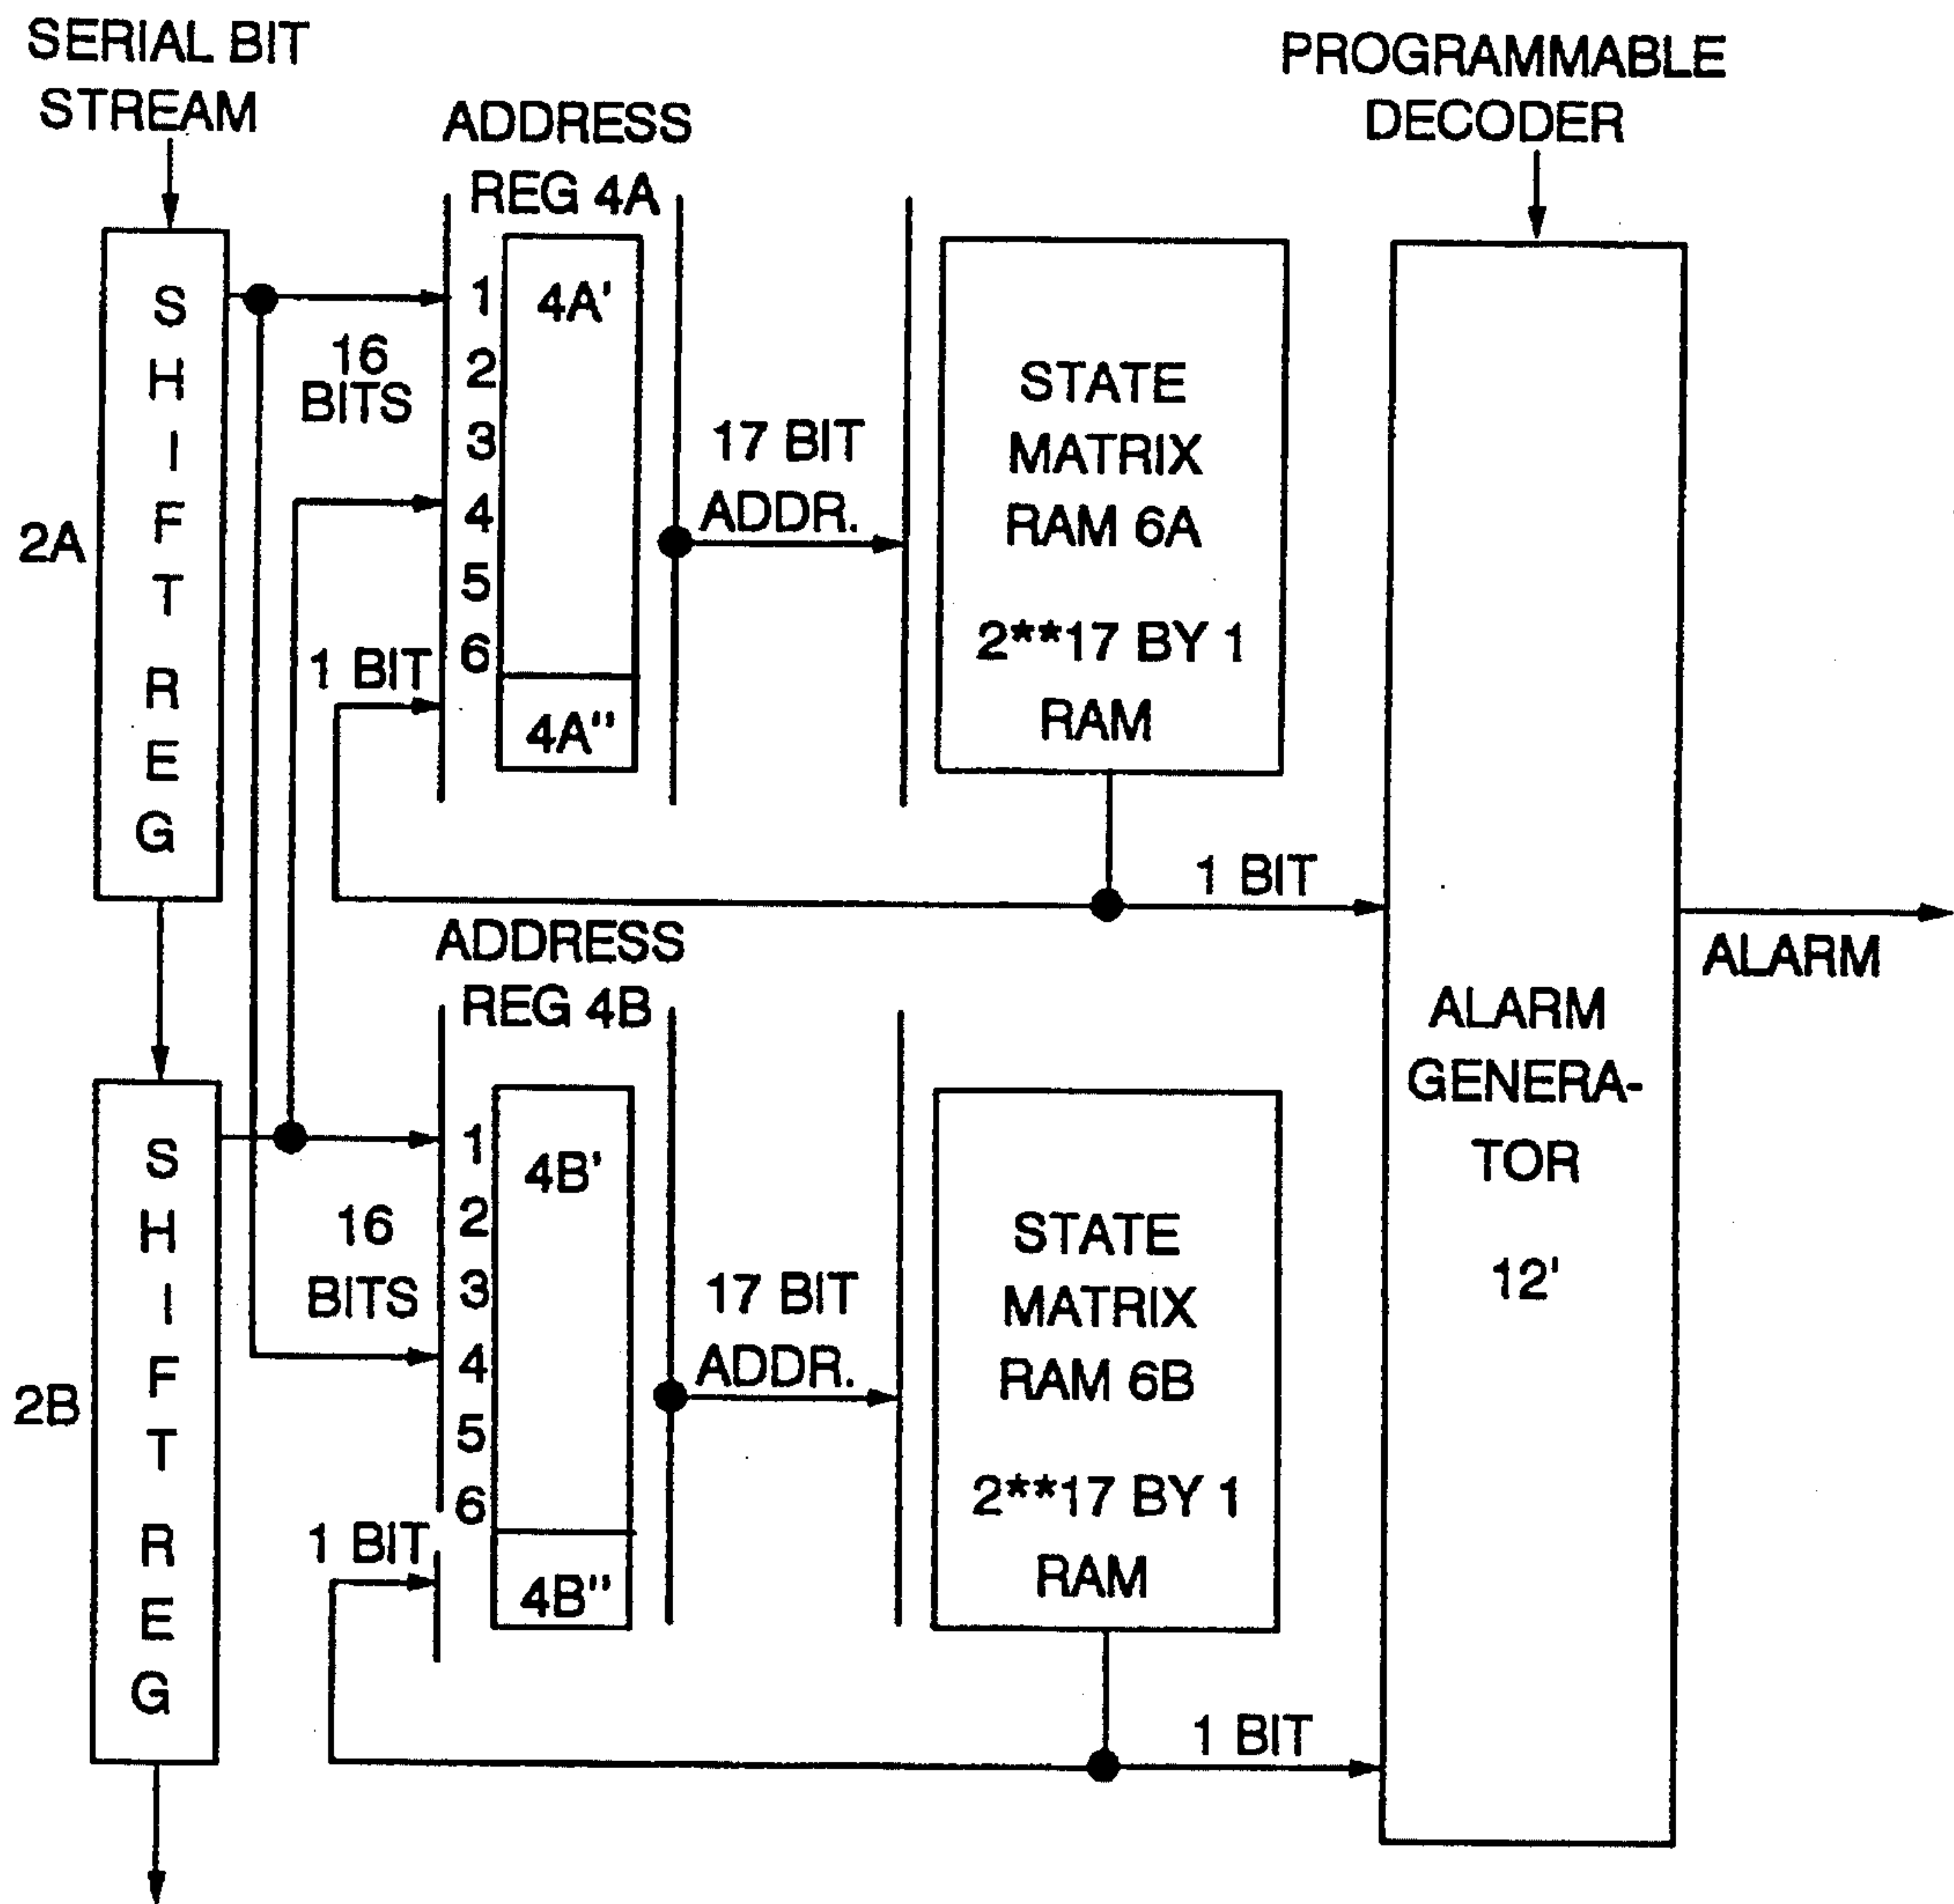 SERIAL BIT
STREAM
PROGRAMMABLE
DECODER
ADDRESS
REG 4A
2A
S
H
I
F
T
R
E
G
16
BITS
1 BIT
1
2
3
4
5
6
4A'
4A"
17 BIT
ADDR.
STATE
MATRIX
RAM 6A
2**17 BY 1
RAM
1 BIT
ADDRESS
REG 4B
2B
S
H
I
F
T
R
E
G
16
BITS
1 BIT
1
2
3
4
5
6
4B'
4B"
17 BIT
ADDR.
STATE
MATRIX
RAM 6B
2**17 BY 1
RAM
1 BIT
ALARM
GENERA-
TOR
12'
ALARM